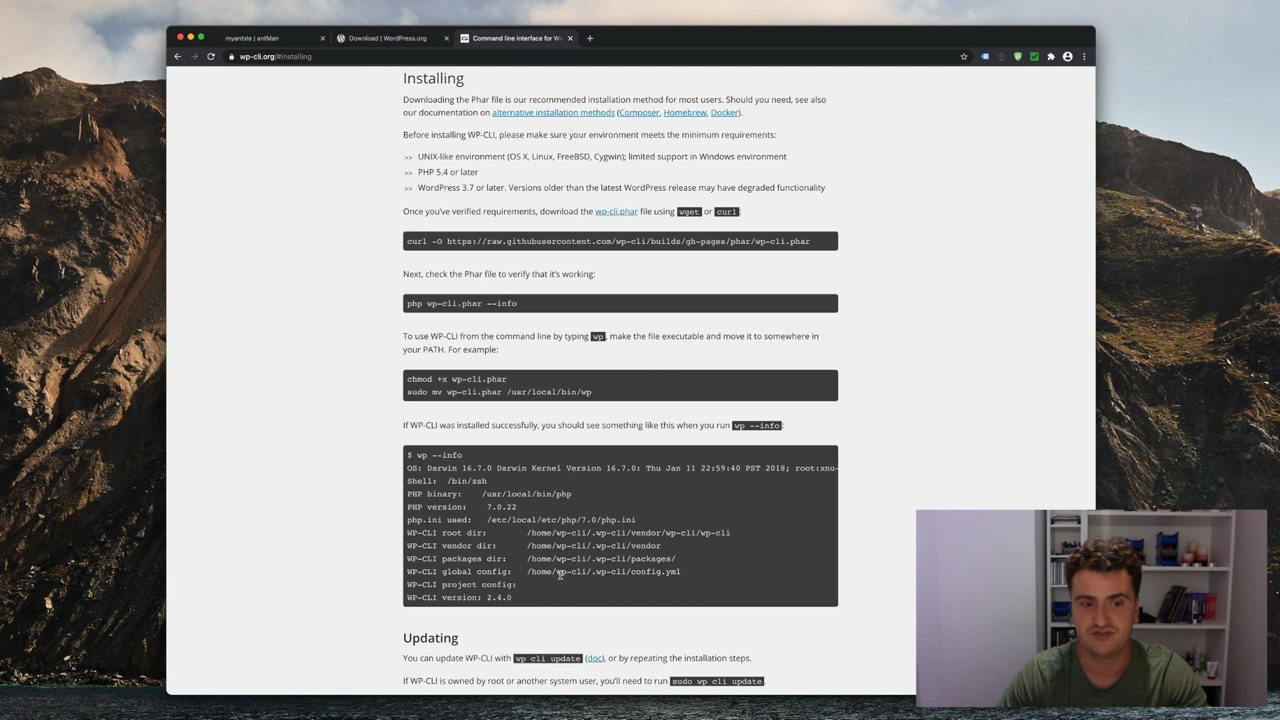 myantsle | antMan
Download | WordPress.org
Command line interface for W
wp-cli.org/#installing
Installing
Downloading the Phar file is our recommended installation method for most users. Should you need, see also
our documentation on alternative installation methods (Composer, Homebrew, Docker).
Before installing WP-CLI, please make sure your environment meets the minimum requirements:
>> UNIX-like environment (OS X, Linux, FreeBSD, Cygwin); limited support in Windows environment
>> PHP 5.4 or later
>> WordPress 3.7 or later. Versions older than the latest WordPress release may have degraded functionality
Once you've verified requirements, download the wp-cli.phar file using wget or curl:
curl -O https://raw.githubusercontent.com/wp-cli/builds/gh-pages/phar/wp-cli.phar
Next, check the Phar file to verify that it's working:
php wp-cli.phar --info
To use WP-CLI from the command line by typing wp, make the file executable and move it to somewhere in
your PATH. For example:
chmod +x wp-cli.phar
sudo mv wp-cli.phar /usr/local/bin/wp
If WP-CLI was installed successfully, you should see something like this when you run wp --info:
$ wp --info
OS: Darwin 16.7.0 Darwin Kernel Version 16.7.0: Thu Jan 11 22:59:40 PST 2018; root:xnu-
Shell: /bin/zsh
PHP binary: /usr/local/bin/php
PHP version: 7.0.22
php.ini used: /etc/local/etc/php/7.0/php.ini
WP-CLI root dir: /home/wp-cli/.wp-cli/vendor/wp-cli/wp-cli
WP-CLI vendor dir: /home/wp-cli/.wp-cli/vendor
WP-CLI packages dir: /home/wp-cli/.wp-cli/packages/
WP-CLI global config: /home/wp-cli/.wp-cli/config.yml
WP-CLI project config:
WP-CLI version: 2.4.0
Updating
You can update WP-CLI with wp cli update (doc), or by repeating the installation steps.
If WP-CLI is owned by root or another system user, you'll need to run sudo wp cli update.